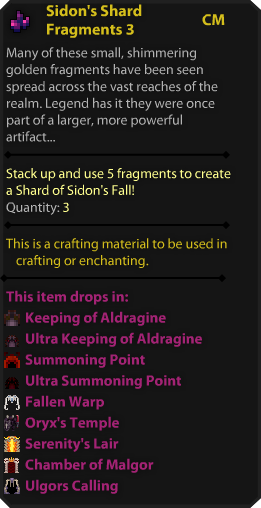 Sidon's Shard
Fragments 3
CM
Many of these small, shimmering
golden fragments have been seen
spread across the vast reaches of the
realm. Legend has it they were once
part of a larger, more powerful
artifact...
Stack up and use 5 fragments to create
a Shard of Sidon's Fall!
Quantity: 3
This is a crafting material to be used in
crafting or enchanting.
This item drops in:
Keeping of Aldragine
Ultra Keeping of Aldragine
Summoning Point
Ultra Summoning Point
Fallen Warp
Oryx's Temple
Serenity's Lair
Chamber of Malgor
Ulgors Calling